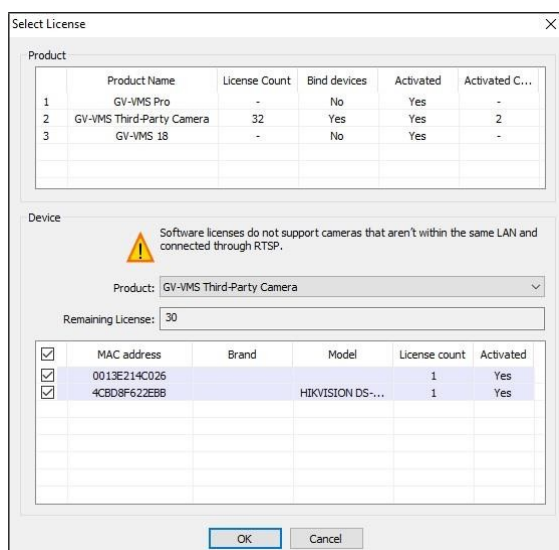 Select License
Product
Product Name License Count Bind devices Activated Activated C...
1 GV-VMS Pro - No Yes -
2 GV-VMS Third-Party Camera 32 Yes Yes 2
3 GV-VMS 18 - No Yes -
Device
Software licenses do not support cameras that aren't within the same LAN and
connected through RTSP.
Product: GV-VMS Third-Party Camera
Remaining License: 30
MAC address Brand Model License count Activated
0013E214C026 1 Yes
4CBD8F622EBB HIKVISION DS-... 1 Yes
OK Cancel